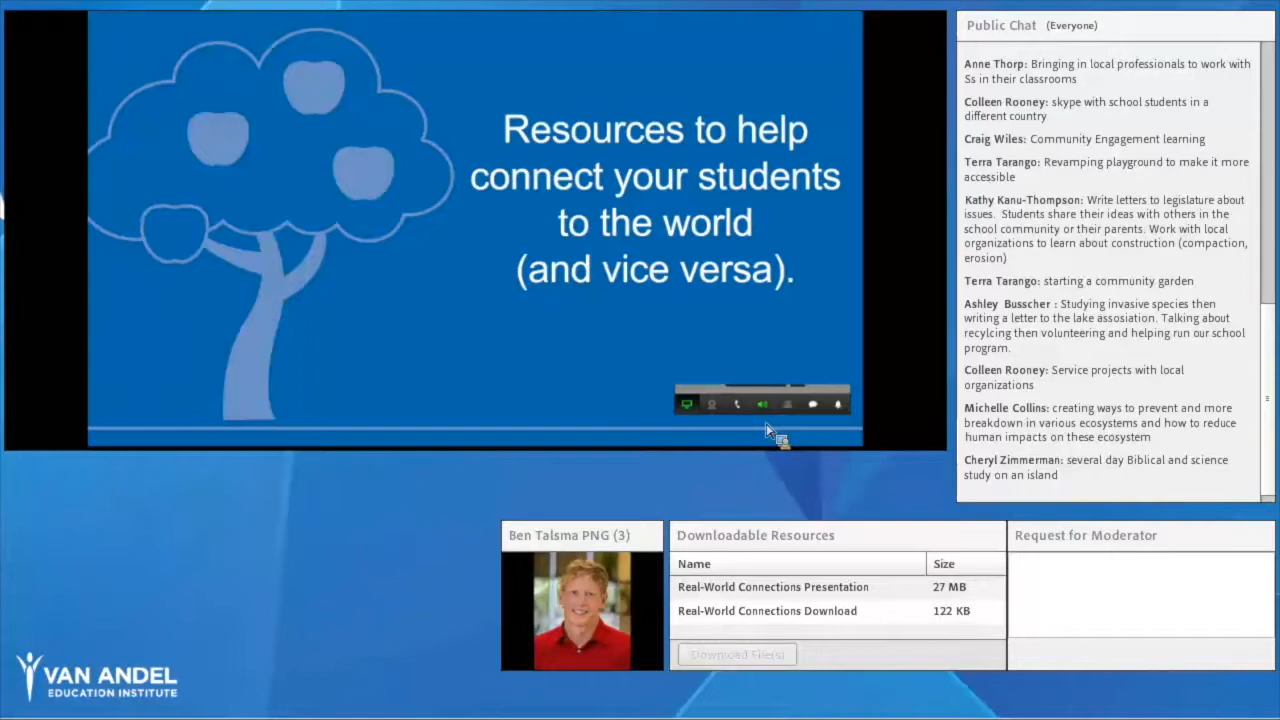 Resources to help
connect your students
to the world
(and vice versa).
Public Chat (Everyone)
Anne Thorp: Bringing in local professionals to work with
Ss in their classrooms
Colleen Rooney: skype with school students in a
different country
Craig Wiles: Community Engagement learning
Terra Tarango: Revamping playground to make it more
accessible
Kathy Kanu-Thompson: Write letters to legislature about
issues. Students share their ideas with others in the
school community or their parents. Work with local
organizations to learn about construction (compaction,
erosion)
Terra Tarango: starting a community garden
Ashley Busscher : Studying invasive species then
writing a letter to the lake assosiation. Talking about
recylcing then volunteering and helping run our school
program.
Colleen Rooney: Service projects with local
organizations
Michelle Collins: creating ways to prevent and more
breakdown in various ecosystems and how to reduce
human impacts on these ecosystem
Cheryl Zimmerman: several day Biblical and science
study on an island
Ben Talsma PNG (3)
Downloadable Resources
Name Size
Real-World Connections Presentation 27 MB
Real-World Connections Download 122 KB
Download File(s)
Request for Moderator
VAN ANDEL
EDUCATION INSTITUTE